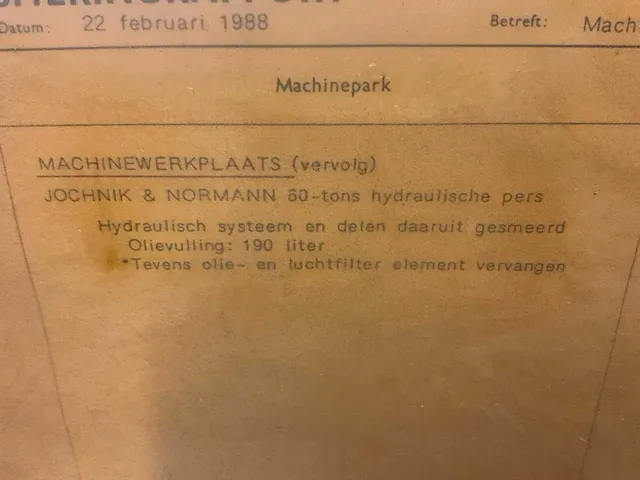 Datum: 22 februari 1988 Betreft: Mach
Machinepark
MACHINEWERKPLAATS (vervolg)
JOCHNIK & NORMANN 60-tons hydraulische pers
Hydraulisch systeem en delen daaruit gesmeerd
Olievulling: 190 liter
*Tevens olie- en luchtfilter element vervangen